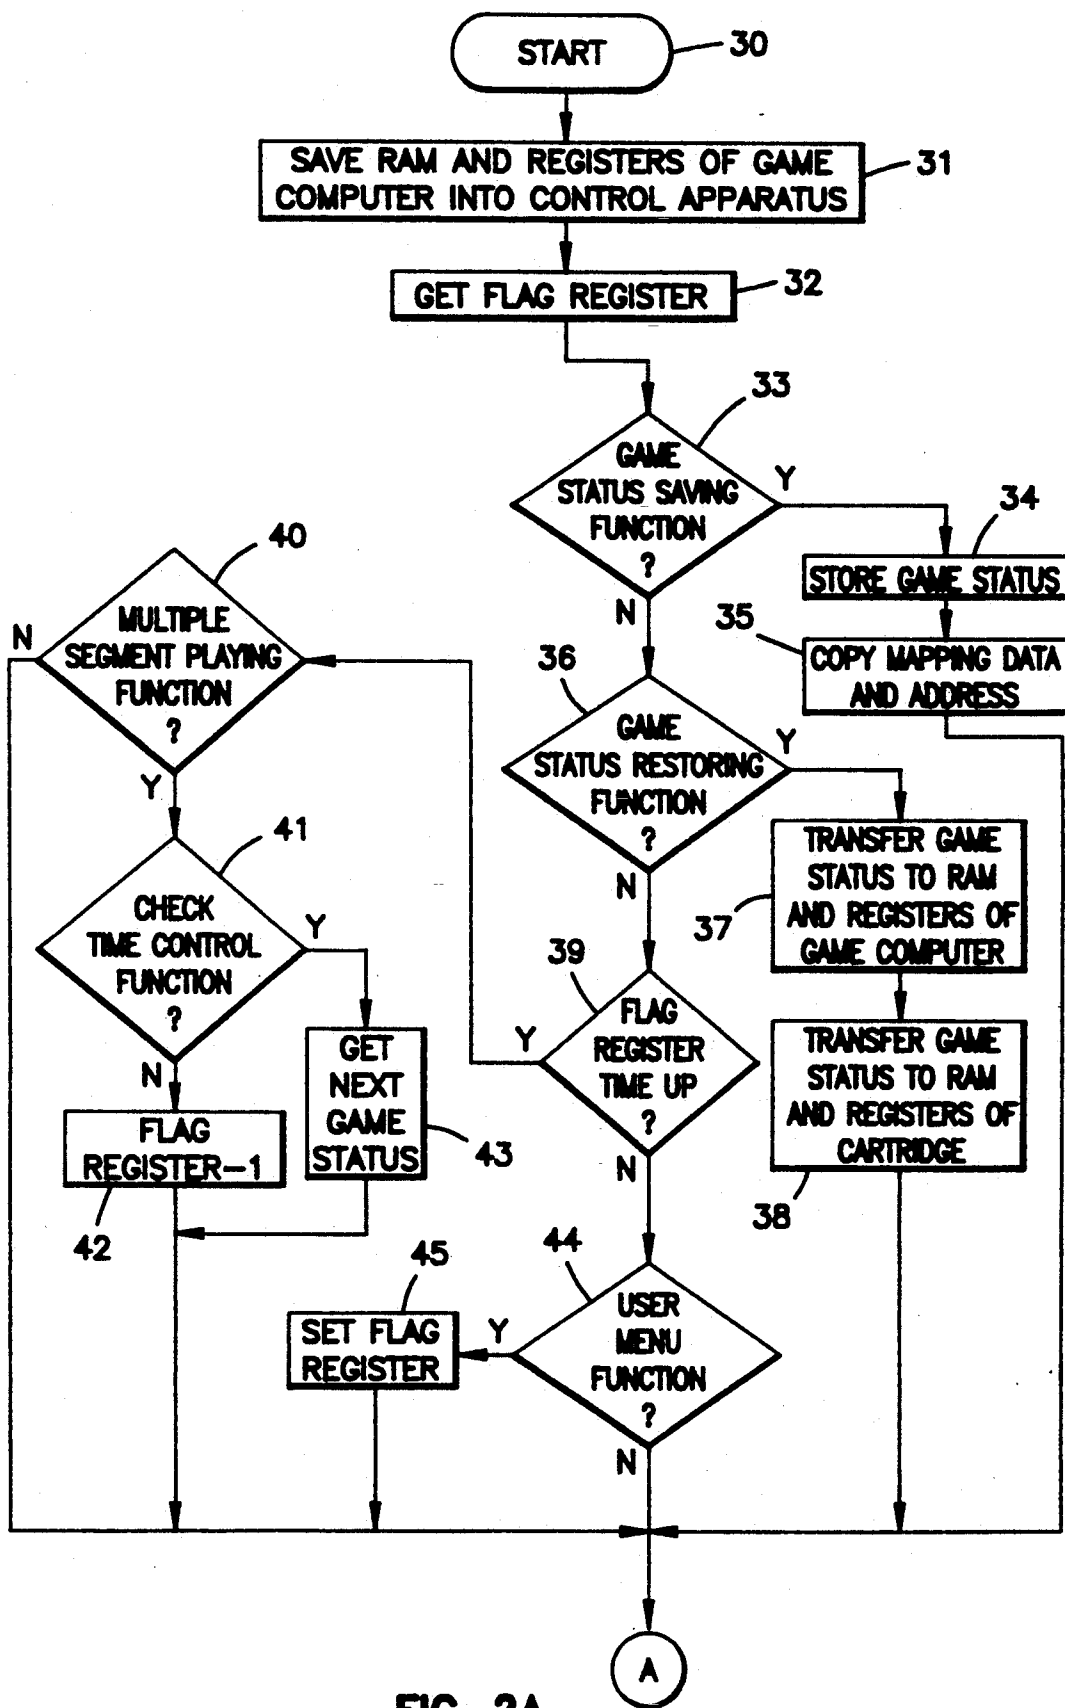 START
30
SAVE RAM AND REGISTERS OF GAME
COMPUTER INTO CONTROL APPARATUS
31
GET FLAG REGISTER
32
33
GAME
STATUS SAVING
FUNCTION
?
Y
N
34
STORE GAME STATUS
35
COPY MAPPING DATA
AND ADDRESS
36
GAME
STATUS RESTORING
FUNCTION
?
Y
N
TRANSFER GAME
STATUS TO RAM
AND REGISTERS OF
GAME COMPUTER
37
TRANSFER GAME
STATUS TO RAM
AND REGISTERS OF
CARTRIDGE
38
39
FLAG
REGISTER
TIME UP
?
Y
N
40
MULTIPLE
SEGMENT PLAYING
FUNCTION
?
N
Y
41
CHECK
TIME CONTROL
FUNCTION
?
Y
N
FLAG
REGISTER-1
42
GET
NEXT
GAME
STATUS
43
44
USER
MENU
FUNCTION
?
Y
N
45
SET FLAG
REGISTER
A